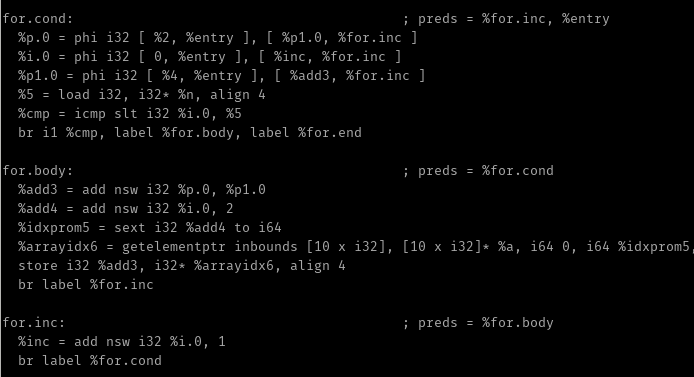 for.cond:                                         ; preds = %for.inc, %entry
  %p.0 = phi i32 [ %2, %entry ], [ %p1.0, %for.inc ]
  %i.0 = phi i32 [ 0, %entry ], [ %inc, %for.inc ]
  %p1.0 = phi i32 [ %4, %entry ], [ %add3, %for.inc ]
  %5 = load i32, i32* %n, align 4
  %cmp = icmp slt i32 %i.0, %5
  br i1 %cmp, label %for.body, label %for.end

for.body:                                         ; preds = %for.cond
  %add3 = add nsw i32 %p.0, %p1.0
  %add4 = add nsw i32 %i.0, 2
  %idxprom5 = sext i32 %add4 to i64
  %arrayidx6 = getelementptr inbounds [10 x i32], [10 x i32]* %a, i64 0, i64 %idxprom5,
  store i32 %add3, i32* %arrayidx6, align 4
  br label %for.inc

for.inc:                                          ; preds = %for.body
  %inc = add nsw i32 %i.0, 1
  br label %for.cond